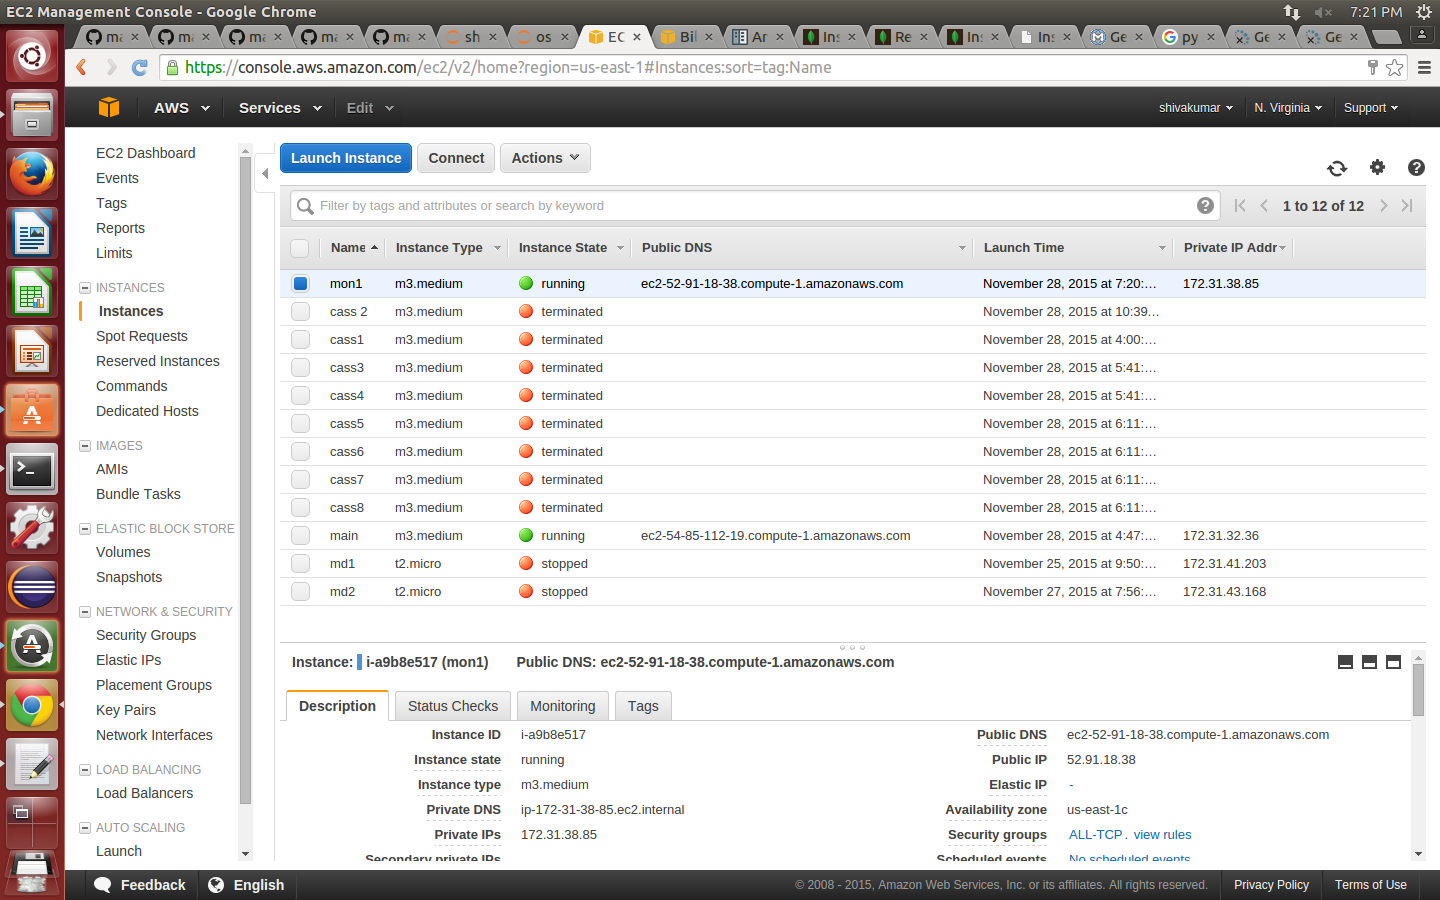 EC2 Management Console - Google Chrome
7:21 PM
ma ma ma ma ma sh os EC Bil Ar Ins Re Ins Ins Ge py Ge Ge
https://console.aws.amazon.com/ec2/v2/home?region=us-east-1#Instances:sort=tag:Name
AWS Services Edit shivakumar N. Virginia Support
EC2 Dashboard
Events
Tags
Reports
Limits
INSTANCES
Instances
Spot Requests
Reserved Instances
Commands
Dedicated Hosts
IMAGES
AMIs
Bundle Tasks
ELASTIC BLOCK STORE
Volumes
Snapshots
NETWORK & SECURITY
Security Groups
Elastic IPs
Placement Groups
Key Pairs
Network Interfaces
LOAD BALANCING
Load Balancers
AUTO SCALING
Launch
Launch Instance Connect Actions
Filter by tags and attributes or search by keyword
1 to 12 of 12
Name Instance Type Instance State Public DNS Launch Time Private IP Addr
mon1 m3.medium running ec2-52-91-18-38.compute-1.amazonaws.com November 28, 2015 at 7:20:... 172.31.38.85
cass 2 m3.medium terminated November 28, 2015 at 10:39...
cass1 m3.medium terminated November 28, 2015 at 4:00:...
cass3 m3.medium terminated November 28, 2015 at 5:41:...
cass4 m3.medium terminated November 28, 2015 at 5:41:...
cass5 m3.medium terminated November 28, 2015 at 6:11:...
cass6 m3.medium terminated November 28, 2015 at 6:11:...
cass7 m3.medium terminated November 28, 2015 at 6:11:...
cass8 m3.medium terminated November 28, 2015 at 6:11:...
main m3.medium running ec2-54-85-112-19.compute-1.amazonaws.com November 28, 2015 at 4:47:... 172.31.32.36
md1 t2.micro stopped November 25, 2015 at 9:50:... 172.31.41.203
md2 t2.micro stopped November 27, 2015 at 7:56:... 172.31.43.168
Instance: i-a9b8e517 (mon1) Public DNS: ec2-52-91-18-38.compute-1.amazonaws.com
Description Status Checks Monitoring Tags
Instance ID i-a9b8e517 Public DNS ec2-52-91-18-38.compute-1.amazonaws.com
Instance state running Public IP 52.91.18.38
Instance type m3.medium Elastic IP -
Private DNS ip-172-31-38-85.ec2.internal Availability zone us-east-1c
Private IPs 172.31.38.85 Security groups ALL-TCP . view rules
Secondary private IPs Scheduled events No scheduled events
Feedback English © 2008 - 2015, Amazon Web Services, Inc. or its affiliates. All rights reserved. Privacy Policy Terms of Use